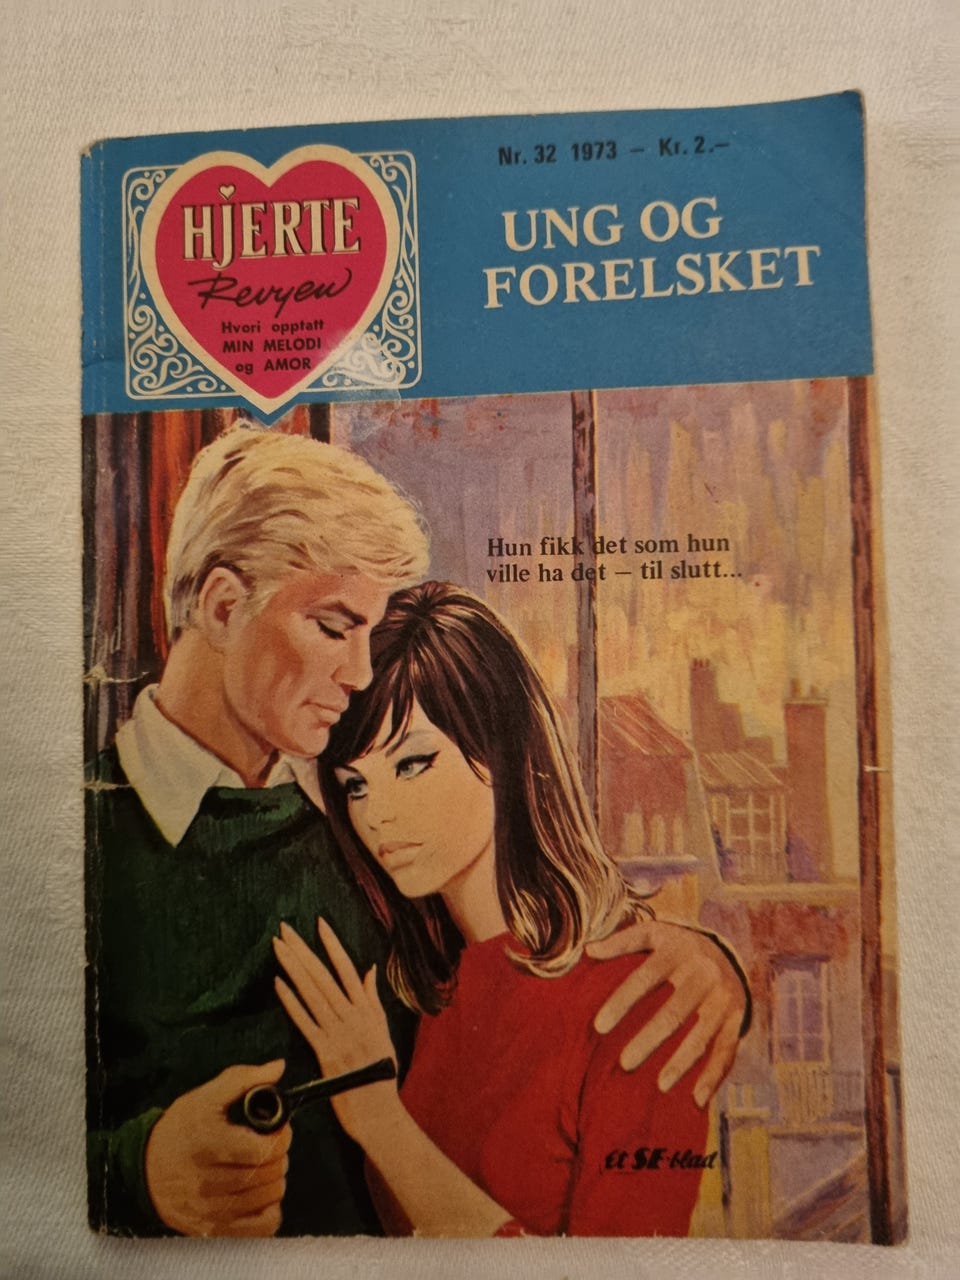 Nr. 32 1973 — Kr. 2.—
HJERTE
Revyen
Hvori opptatt
MIN MELODI
og AMOR
UNG OG
FORELSKET
Hun fikk det som hun
ville ha det — til slutt...
et SE-blad